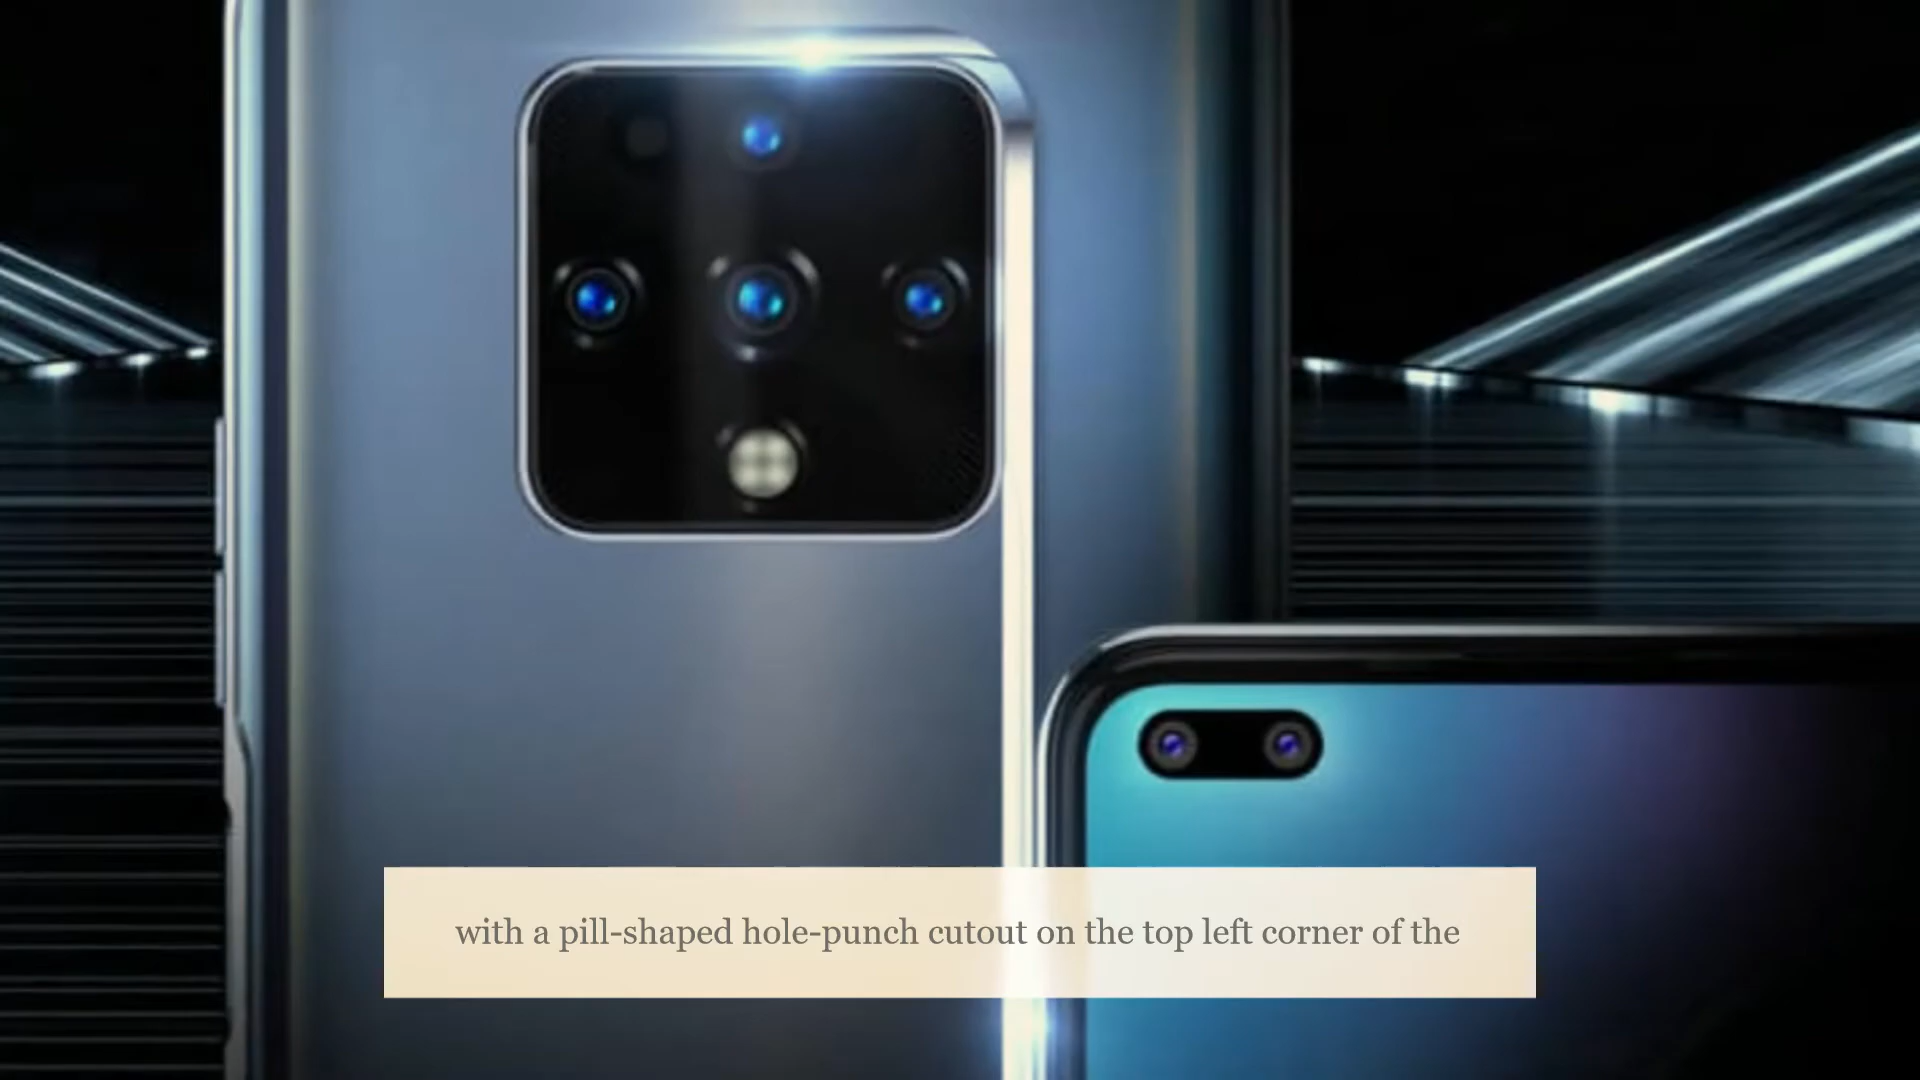 with a pill-shaped hole-punch cutout on the top left corner of the